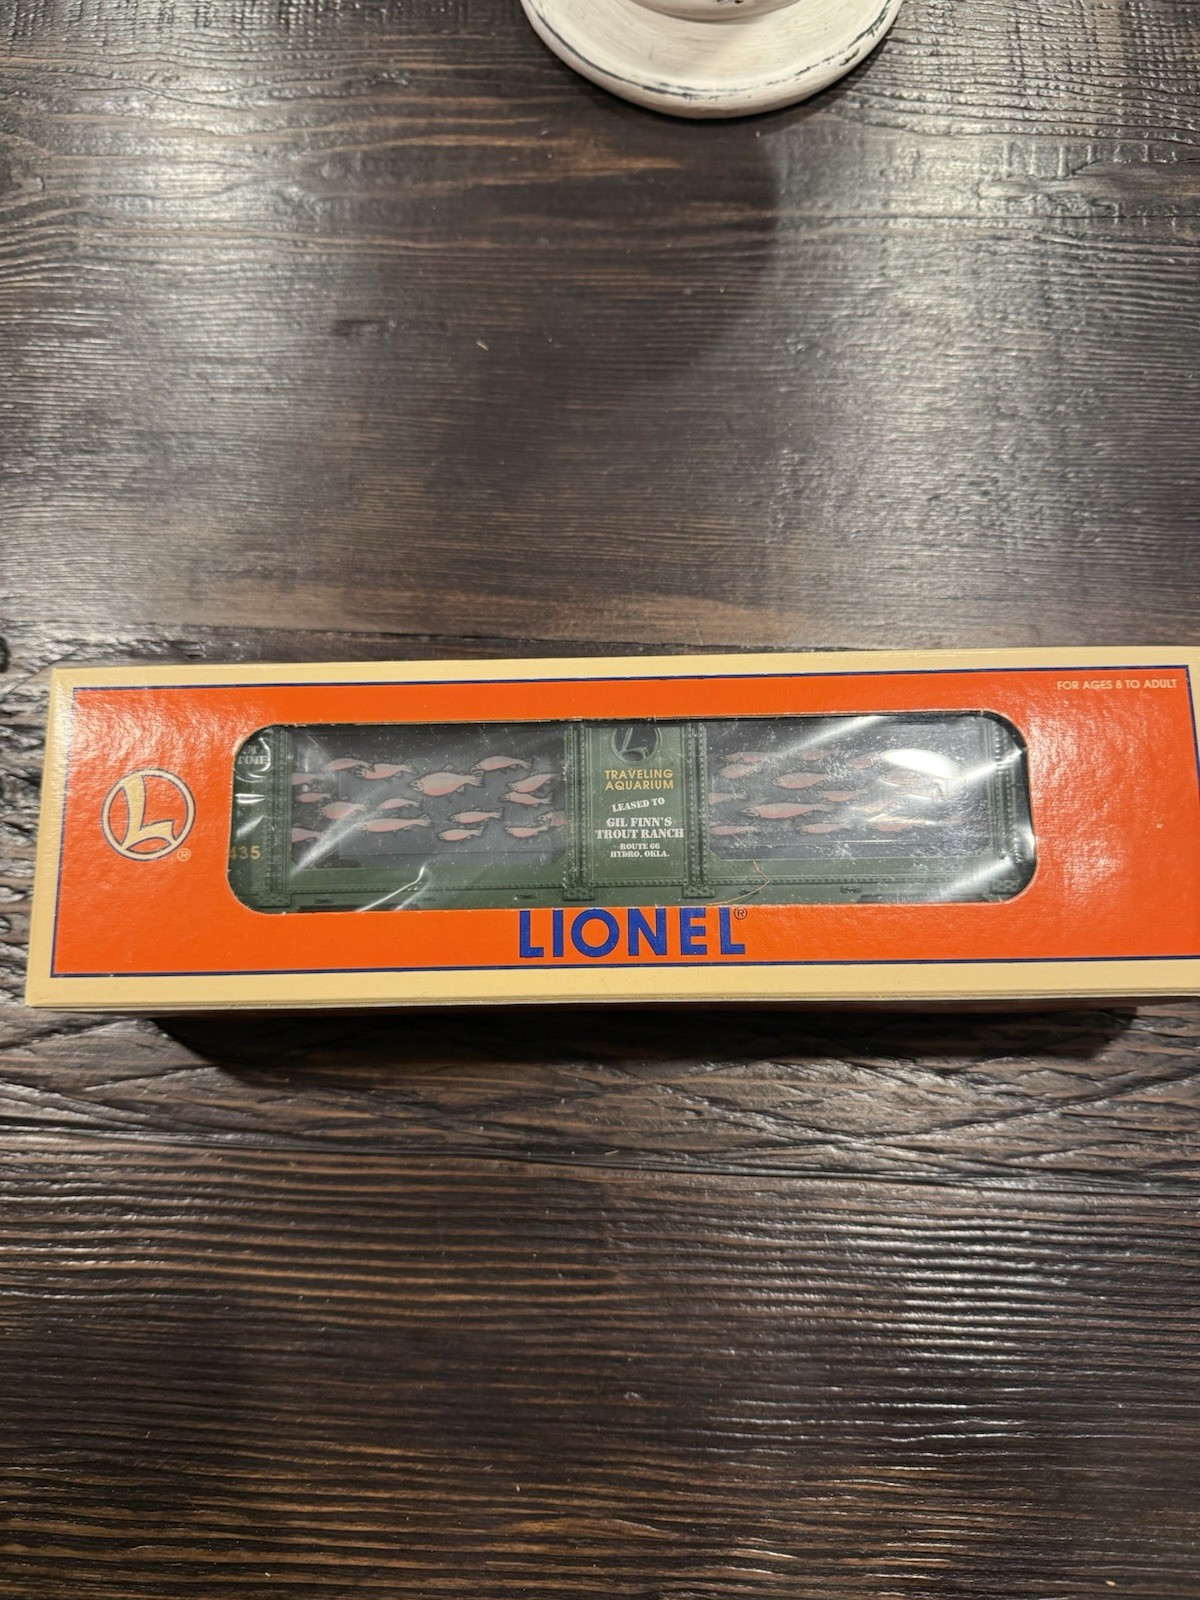 FOR AGES 8 TO ADULT
L
TRAVELING
AQUARIUM
LEASED TO
GIL FINN'S
TROUT RANCH
ROUTE 66
HYDRO, OKLA.
435
L ®
LIONEL®